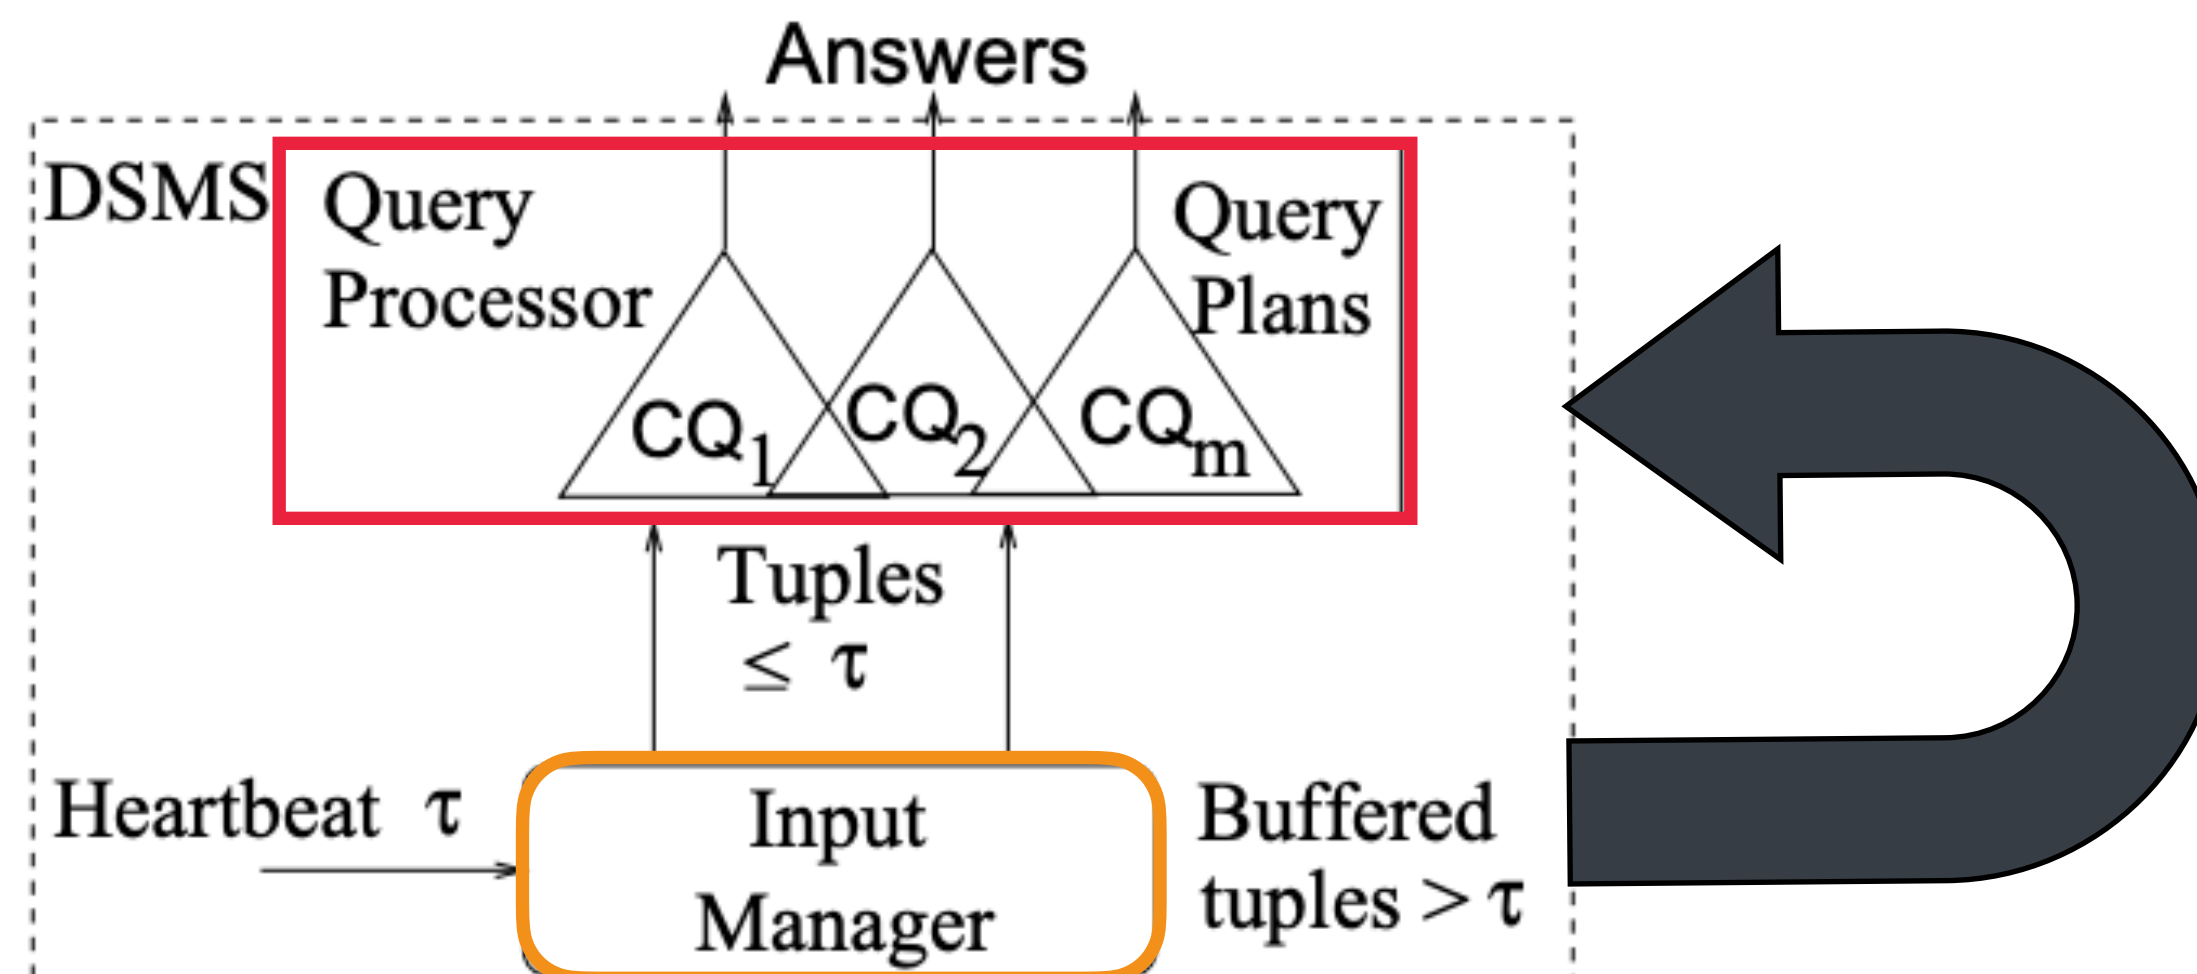 Answers
DSMS
Query
Processor
Query
Plans
CQ1
CQ2
CQm
Tuples
≤ τ
Heartbeat τ
Input
Manager
Buffered
tuples > τ